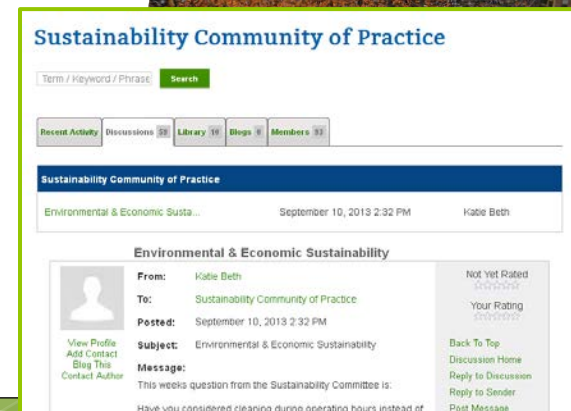 Sustainability Community of Practice
Term / Keyword / Phrase Search
Recent Activity Discussions 59 Library 10 Blogs 0 Members 93
Sustainability Community of Practice
Environmental & Economic Susta... September 10, 2013 2:32 PM Katie Beth
Environmental & Economic Sustainability
From: Katie Beth
To: Sustainability Community of Practice
Posted: September 10, 2013 2:32 PM
Subject: Environmental & Economic Sustainability
Message:
This weeks question from the Sustainability Committee is:
Have you considered cleaning during operating hours instead of
View Profile
Add Contact
Blog This
Contact Author
Not Yet Rated
Your Rating
Back To Top
Discussion Home
Reply to Discussion
Reply to Sender
Post Message